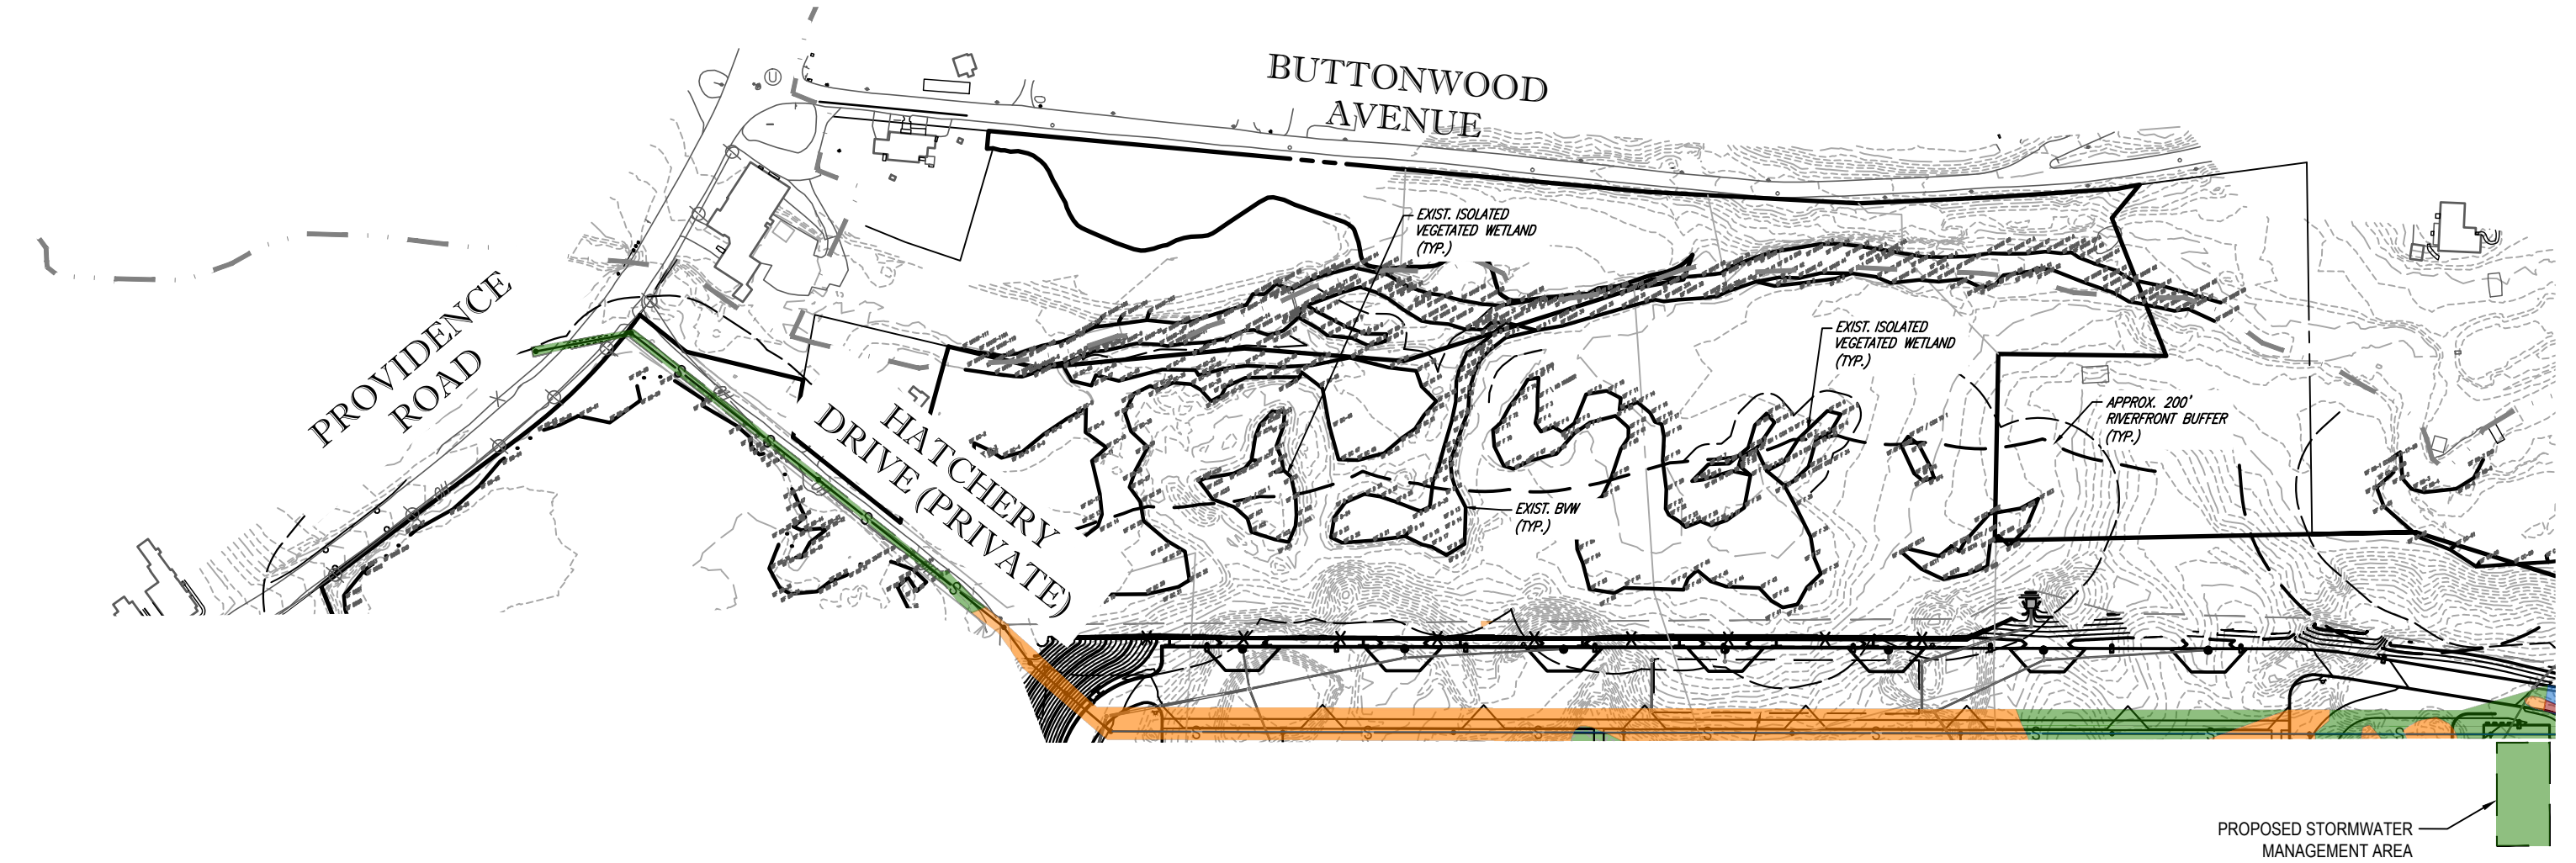 BUTTONWOOD
AVENUE
U
EXIST. ISOLATED
VEGETATED WETLAND
(TYP.)
PROVIDENCE
ROAD
EXIST. ISOLATED
VEGETATED WETLAND
(TYP.)
HATCHERY
DRIVE (PRIVATE)
APPROX. 200'
RIVERFRONT BUFFER
(TYP.)
EXIST. BVW
(TYP.)
PROPOSED STORMWATER
MANAGEMENT AREA